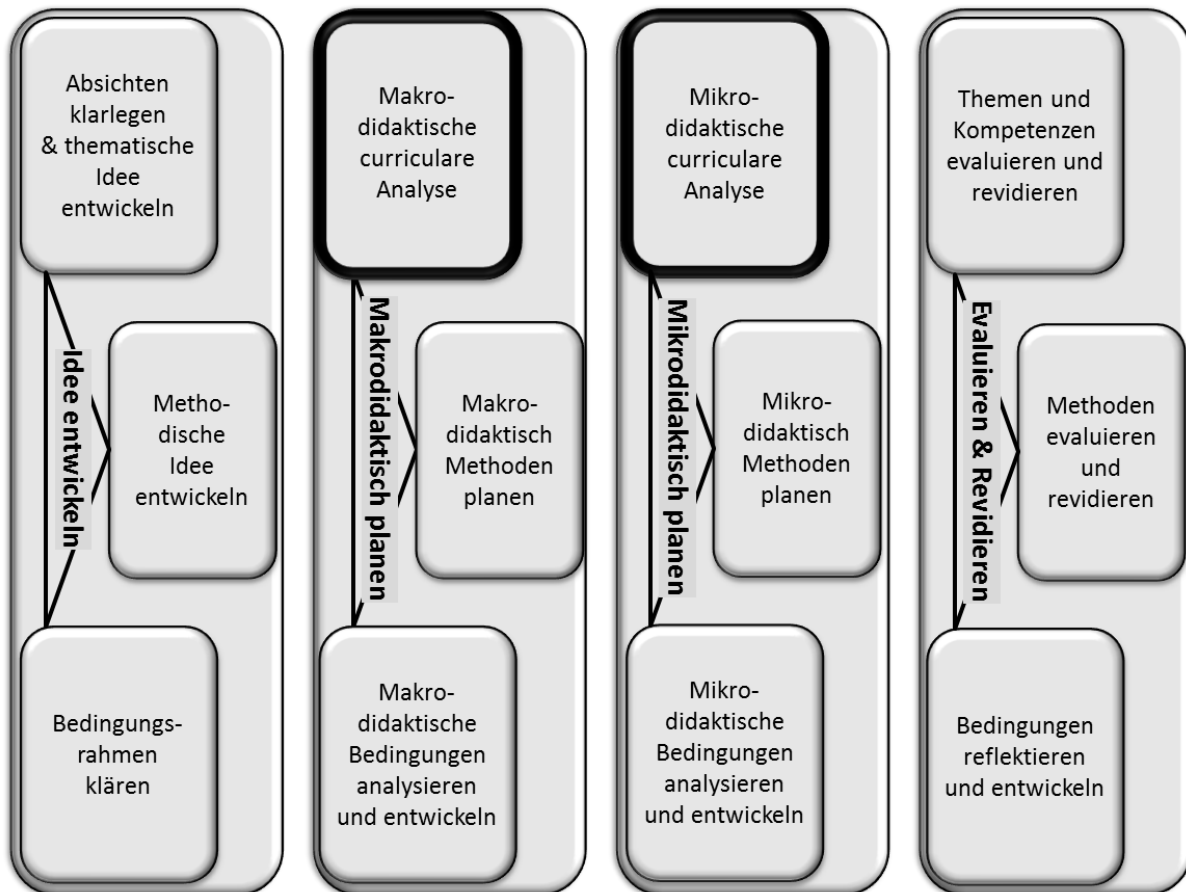 Absichten
klarlegen
& thematische
Idee
entwickeln
Idee entwickeln
Metho-
dische
Idee
entwickeln
Bedingungs-
rahmen
klären
Makro-
didaktische
curriculare
Analyse
Makrodidaktisch planen
Makro-
didaktisch
Methoden
planen
Makro-
didaktische
Bedingungen
analysieren
und entwickeln
Mikro-
didaktische
curriculare
Analyse
Mikrodidaktisch planen
Mikro-
didaktisch
Methoden
planen
Mikro-
didaktische
Bedingungen
analysieren
und entwickeln
Themen und
Kompetenzen
evaluieren und
revidieren
Evaluieren & Revidieren
Methoden
evaluieren
und
revidieren
Bedingungen
reflektieren
und entwickeln